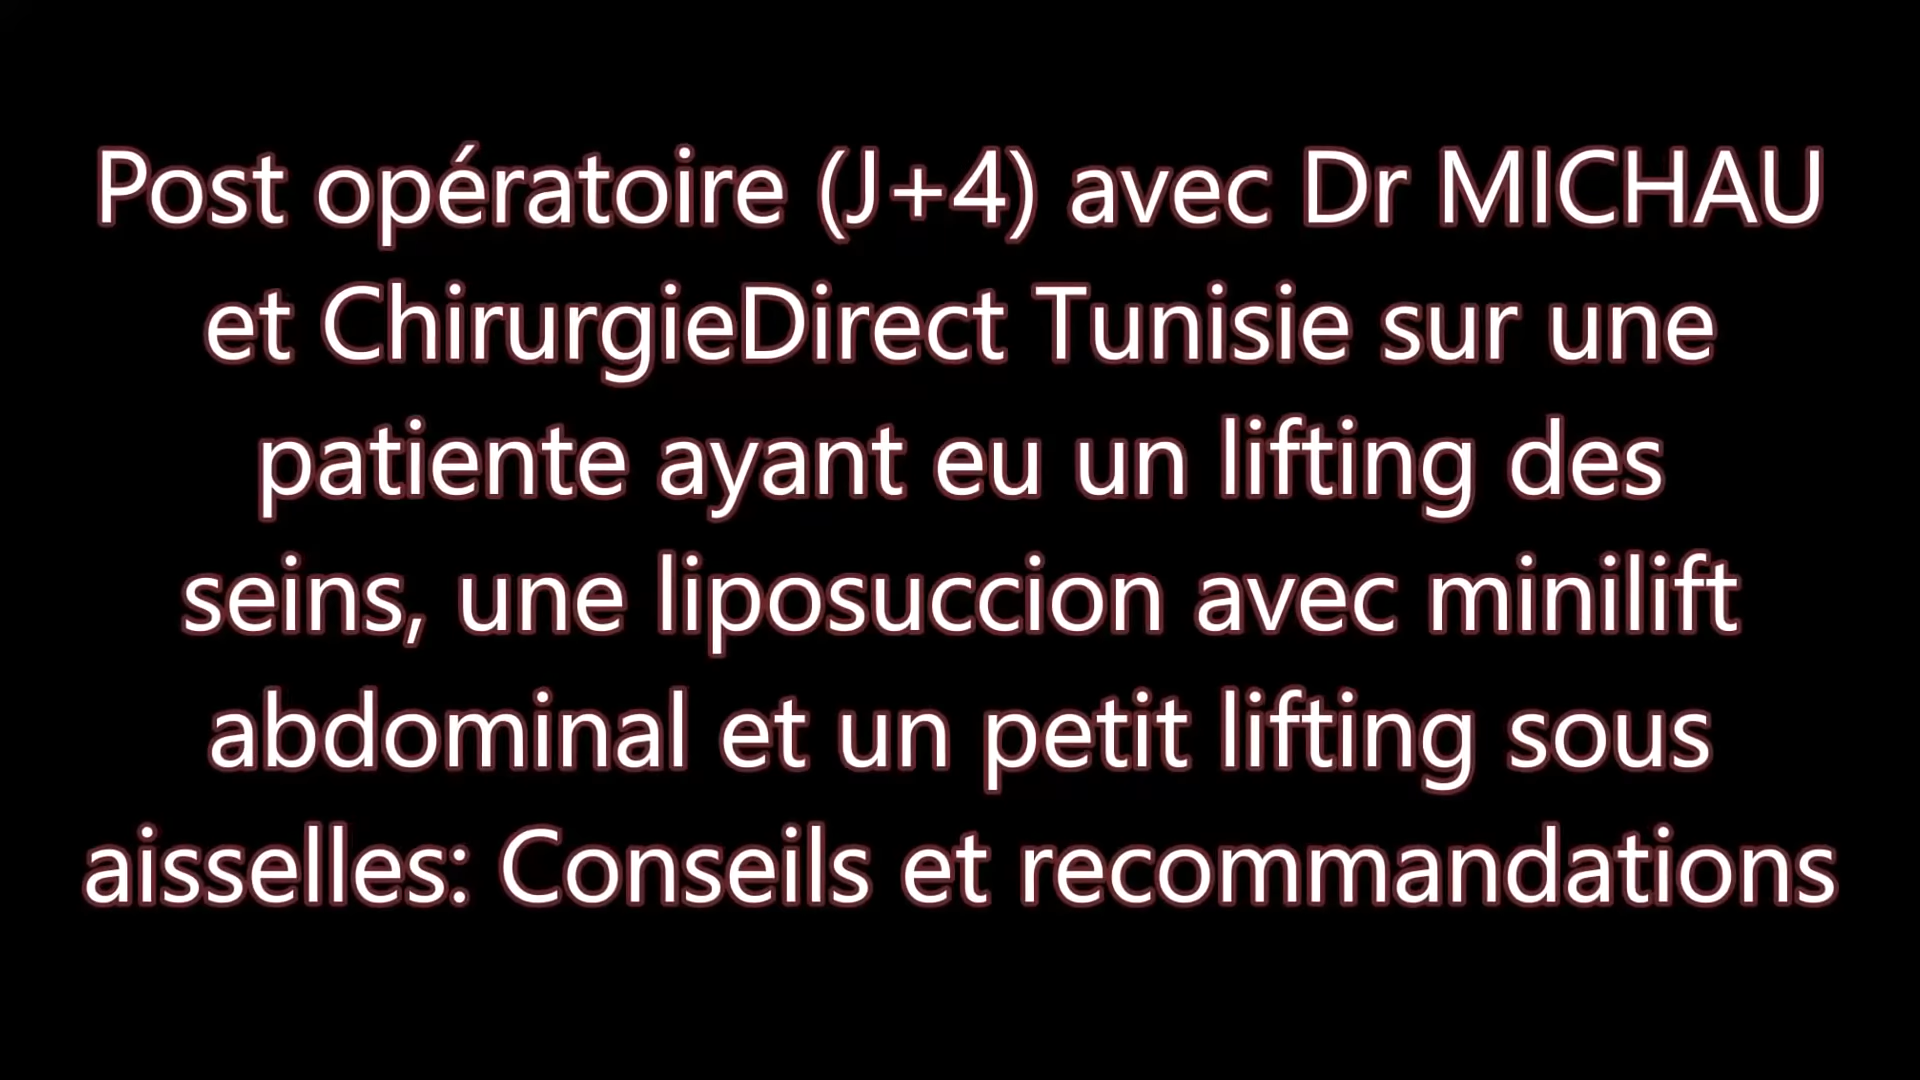 Post opératoire (J+4) avec Dr MICHAU
et ChirurgieDirect Tunisie sur une
patiente ayant eu un lifting des
seins, une liposuccion avec minilift
abdominal et un petit lifting sous
aisselles: Conseils et recommandations